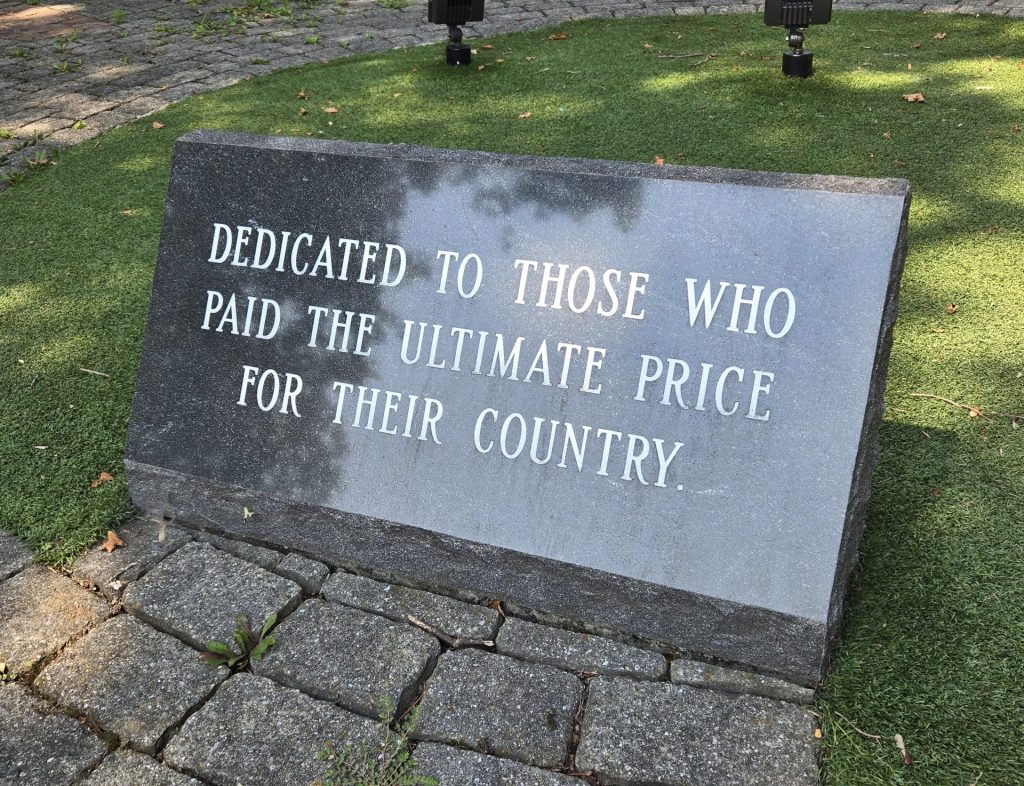 DEDICATED TO THOSE WHO
PAID THE ULTIMATE PRICE
FOR THEIR COUNTRY.